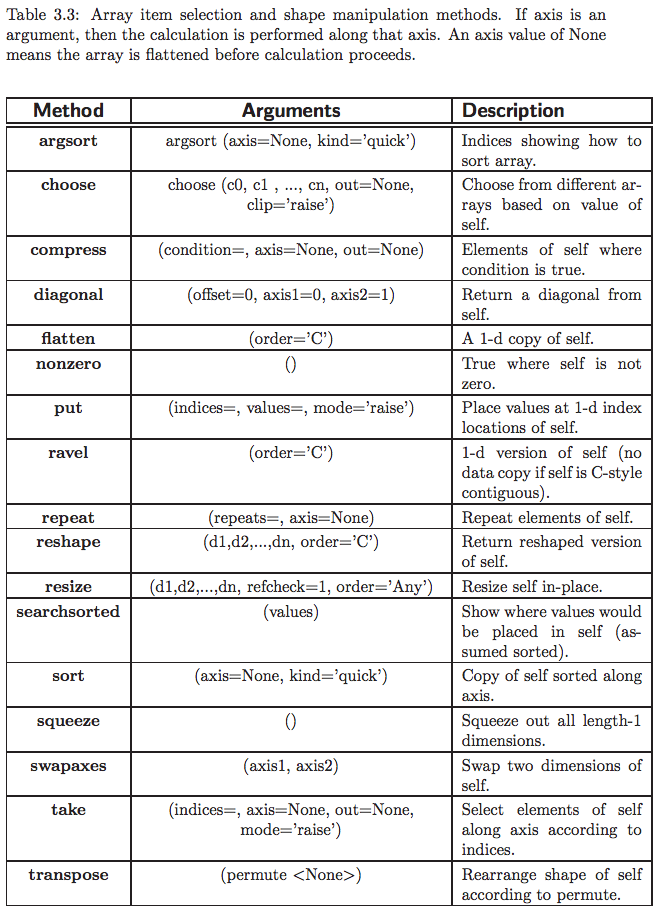 Table 3.3: Array item selection and shape manipulation methods. If axis is an
argument, then the calculation is performed along that axis. An axis value of None
means the array is flattened before calculation proceeds.
Method Arguments Description
argsort argsort (axis=None, kind=’quick’) Indices showing how to
sort array.
choose choose (c0, c1 , ..., cn, out=None, Choose from different ar-
clip=’raise’) rays based on value of
self.
compress (condition=, axis=None, out=None) Elements of self where
condition is true.
diagonal (offset=0, axis1=0, axis2=1) Return a diagonal from
self.
flatten (order=’C’) A 1-d copy of self.
nonzero () True where self is not
zero.
put (indices=, values=, mode=’raise’) Place values at 1-d index
locations of self.
ravel (order=’C’) 1-d version of self (no
data copy if self is C-style
contiguous).
repeat (repeats=, axis=None) Repeat elements of self.
reshape (d1,d2,...,dn, order=’C’) Return reshaped version
of self.
resize (d1,d2,...,dn, refcheck=1, order=’Any’) Resize self in-place.
searchsorted (values) Show where values would
be placed in self (as-
sumed sorted).
sort (axis=None, kind=’quick’) Copy of self sorted along
axis.
squeeze () Squeeze out all length-1
dimensions.
swapaxes (axis1, axis2) Swap two dimensions of
self.
take (indices=, axis=None, out=None, Select elements of self
mode=’raise’) along axis according to
indices.
transpose (permute <None>) Rearrange shape of self
according to permute.